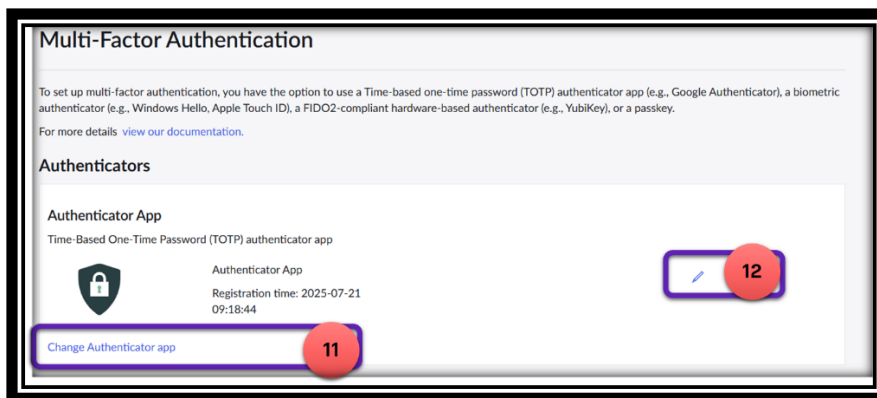 Multi-Factor Authentication
To set up multi-factor authentication, you have the option to use a Time-based one-time password (TOTP) authenticator app (e.g., Google Authenticator), a biometric
authenticator (e.g., Windows Hello, Apple Touch ID), a FIDO2-compliant hardware-based authenticator (e.g., YubiKey), or a passkey.
For more details view our documentation.
Authenticators
Authenticator App
Time-Based One-Time Password (TOTP) authenticator app
Authenticator App
12
Registration time: 2025-07-21
09:18:44
Change Authenticator app
11